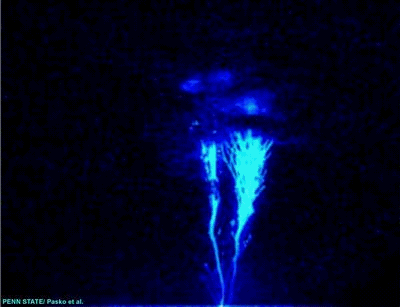 PENN STATE/ Pasko et al.